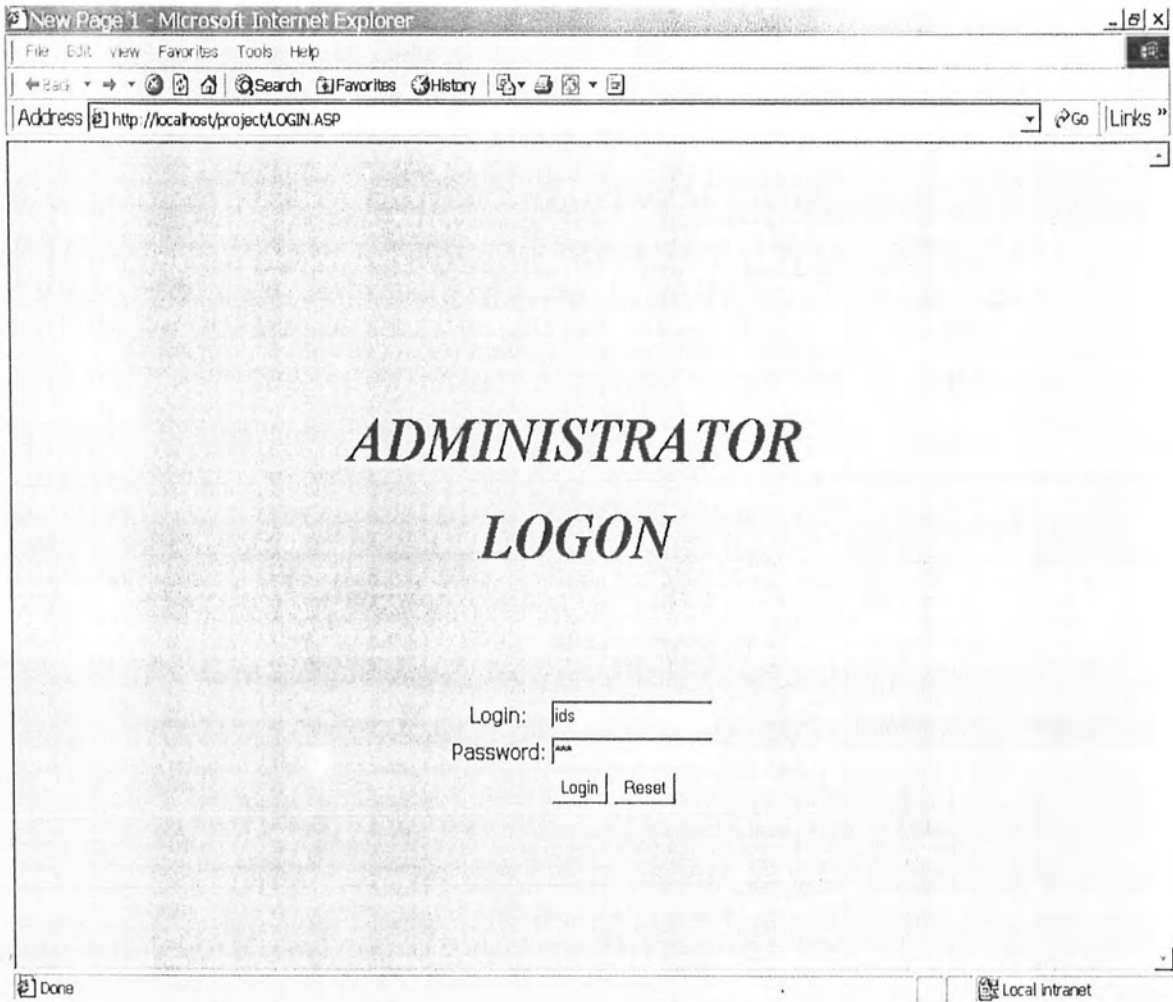 New Page 1 - Microsoft Internet Explorer
File Edit View Favorites Tools Help
Back Search Favorites History
Address http://localhost/project/LOGIN.ASP Go Links »
ADMINISTRATOR
LOGON
Login: ids
Password: ***
Login Reset
Done Local intranet